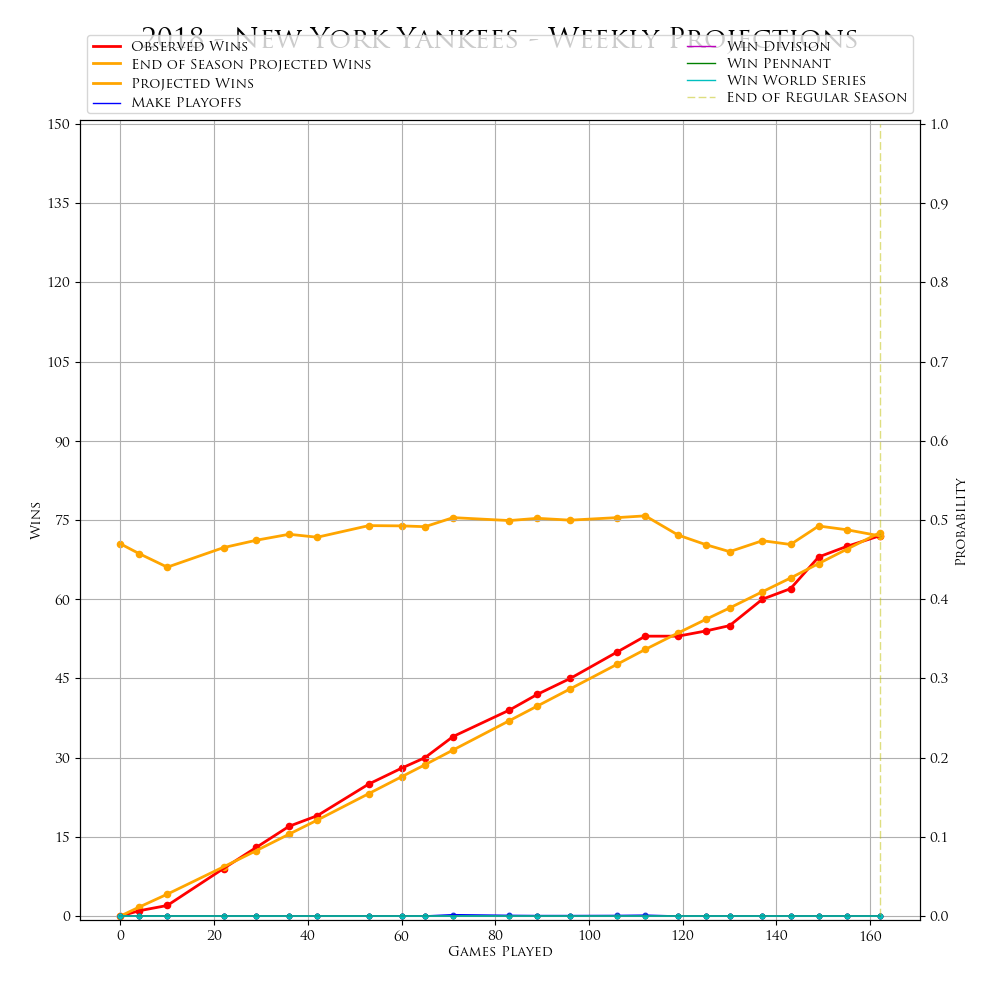 2018 - New York Yankees - Weekly Projections
Observed Wins
End of Season Projected Wins
Projected Wins
Make Playoffs
Win Division
Win Pennant
Win World Series
End of Regular Season
150
135
120
105
90
75
60
45
30
15
0
Wins
1.0
0.9
0.8
0.7
0.6
0.5
0.4
0.3
0.2
0.1
0.0
Probability
0 20 40 60 80 100 120 140 160
Games Played